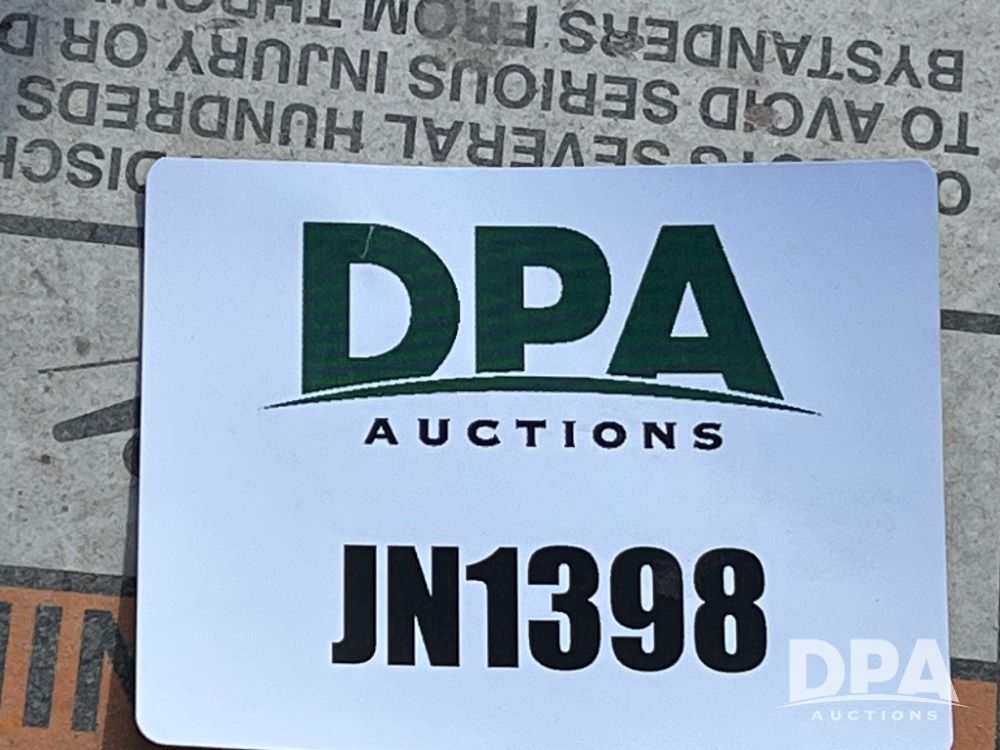 DPA
AUCTIONS
JN1398
DPA
AUCTIONS
SEVERAL HUNDREDS
TO AVOID SERIOUS INJURY OR D
BYSTANDERS FROM THROW